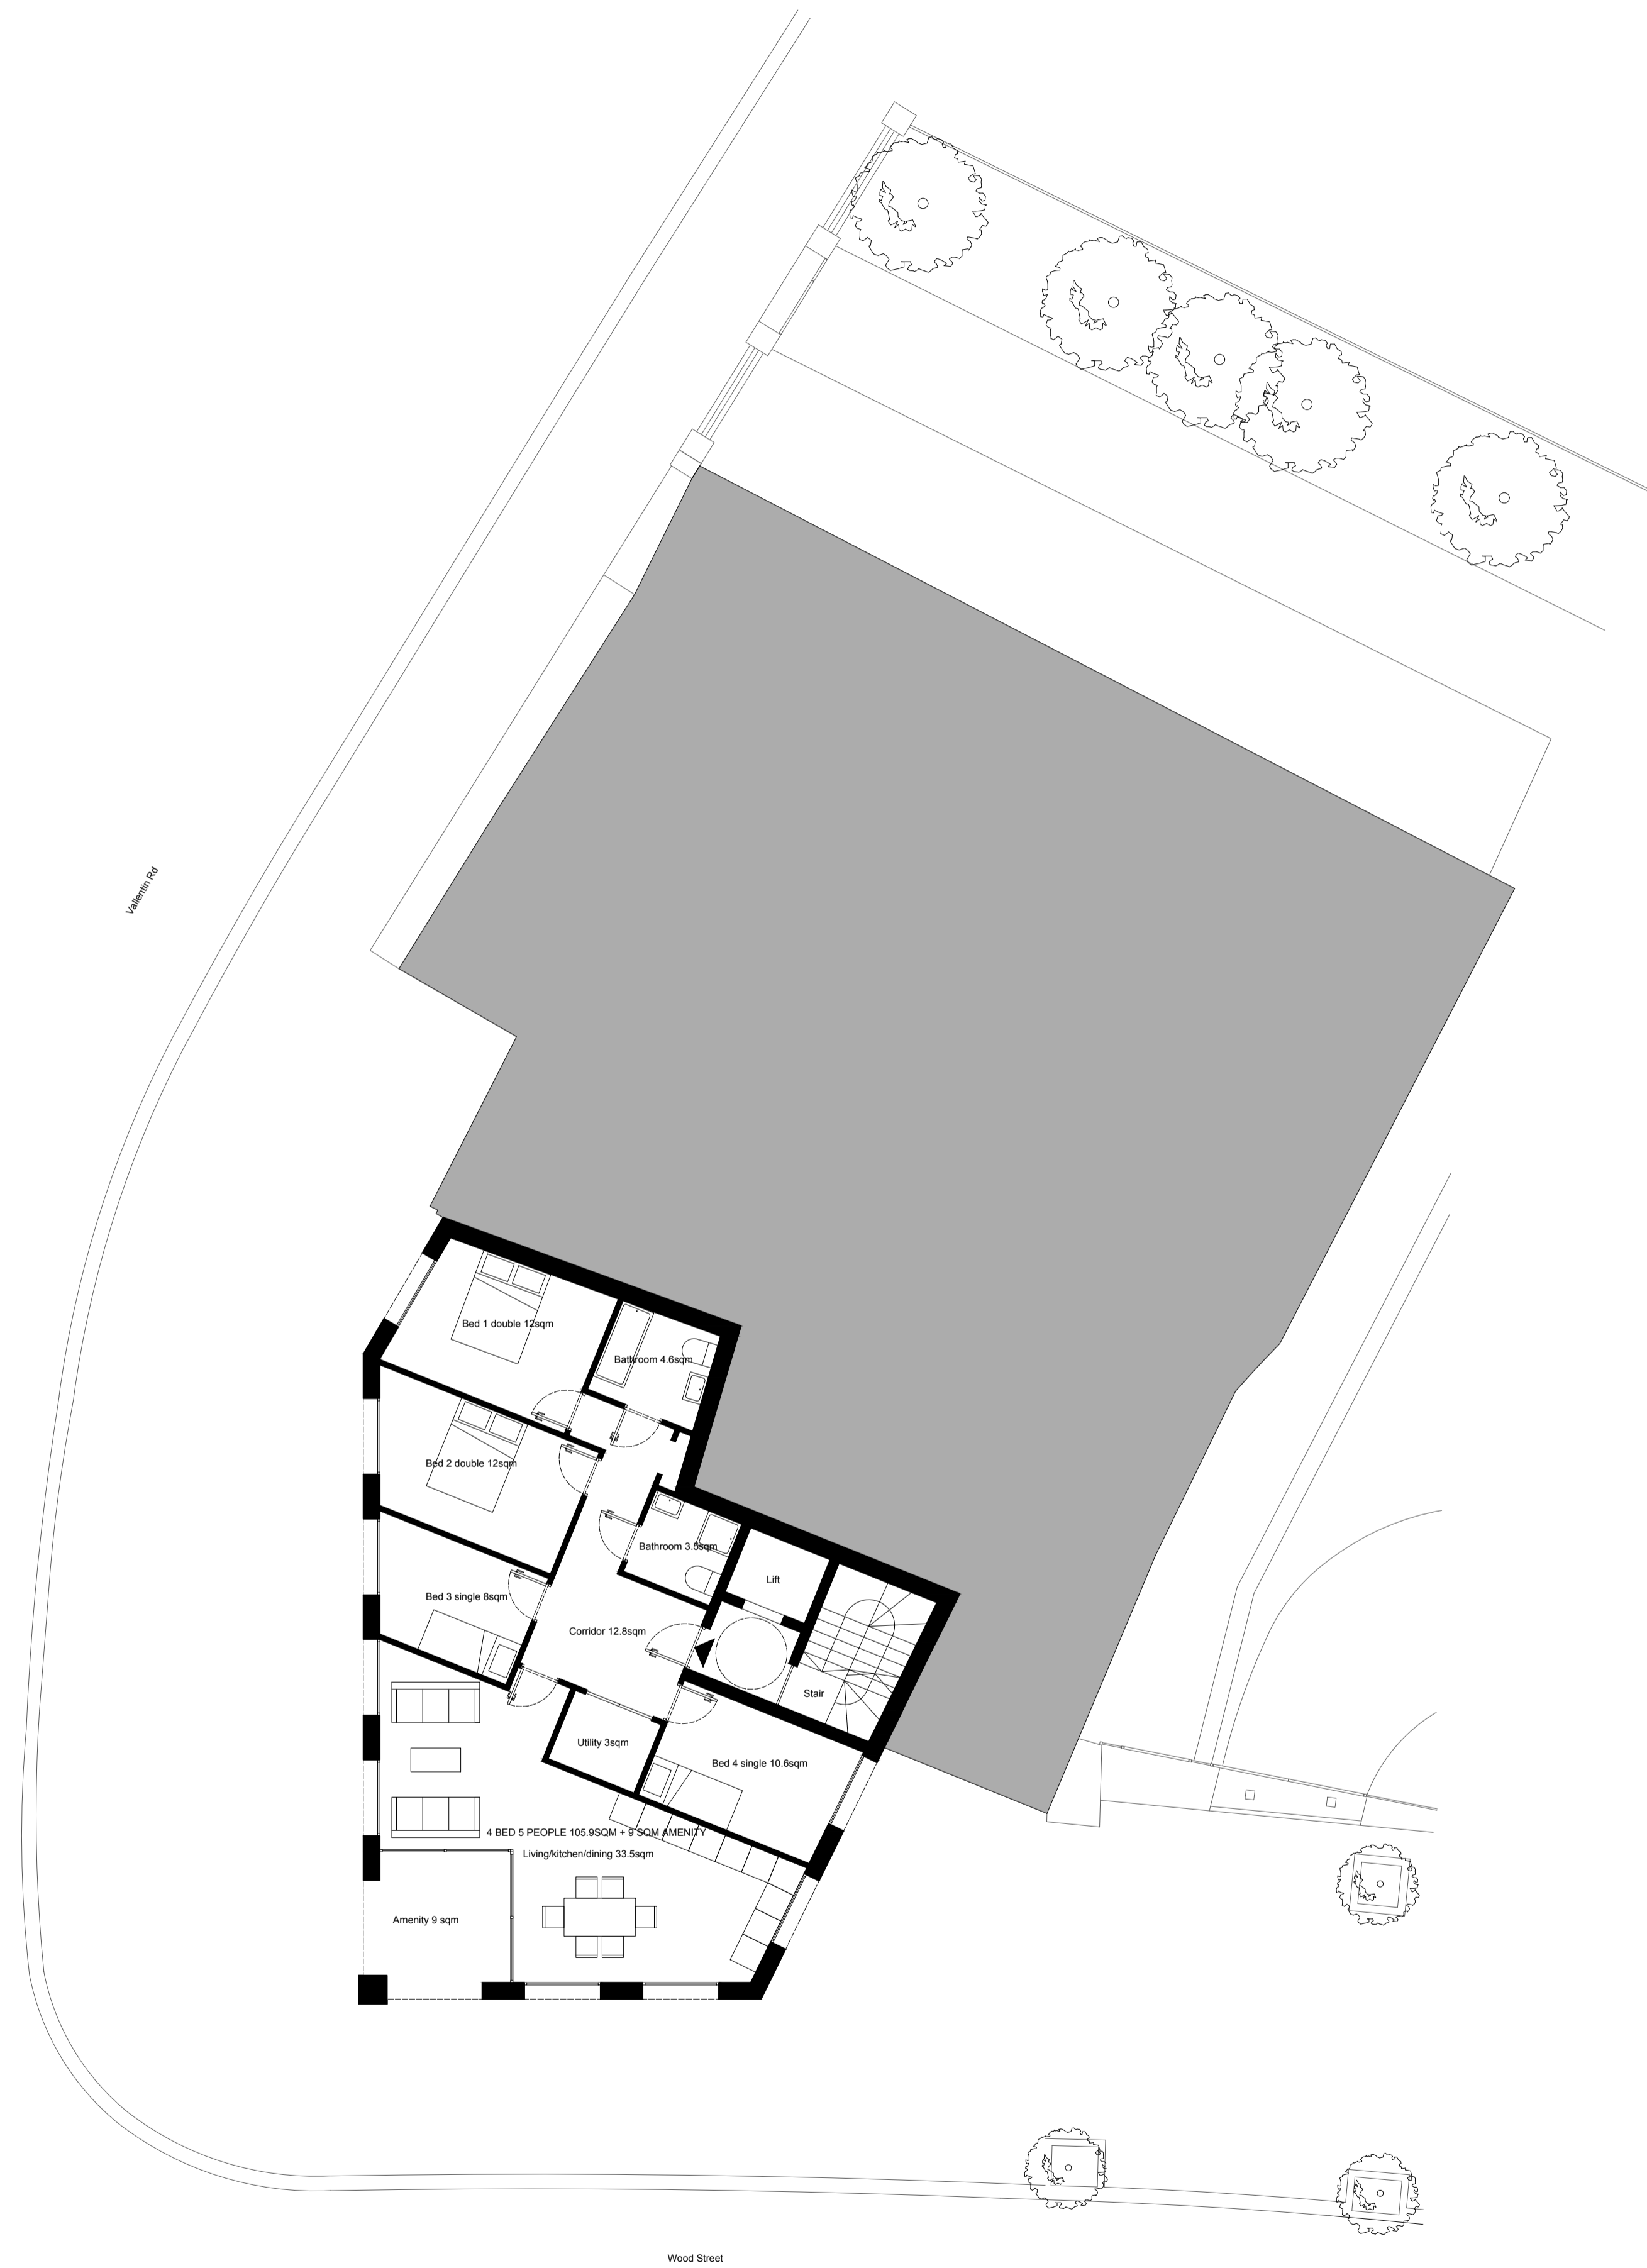 Vallentin Rd
Bed 1 double 12sqm
Bathroom 4.6sqm
Bed 2 double 12sqm
Bathroom 3.5sqm
Lift
Bed 3 single 8sqm
Corridor 12.8sqm
Stair
Utility 3sqm
Bed 4 single 10.6sqm
4 BED 5 PEOPLE 105.9SQM + 9 SQM AMENITY
Living/kitchen/dining 33.5sqm
Amenity 9 sqm
Wood Street